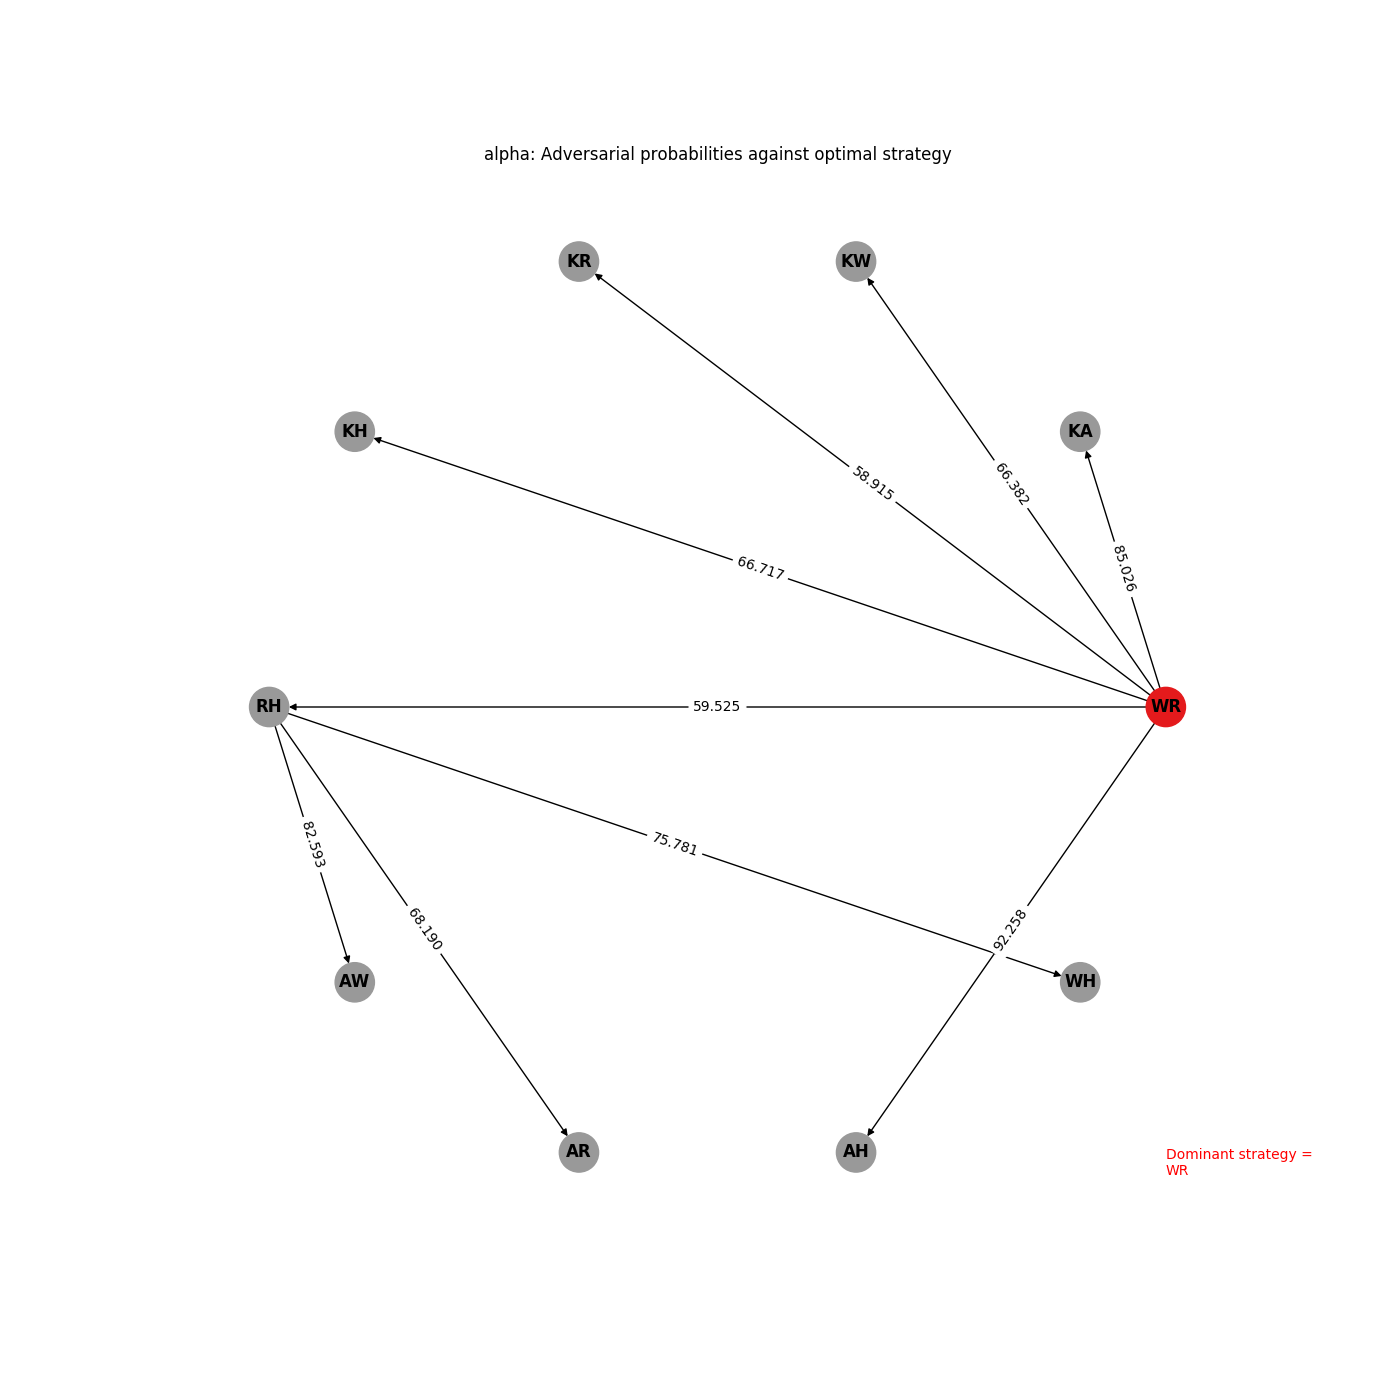 alpha: Adversarial probabilities against optimal strategy
KR
KW
KH
KA
58.915
66.382
66.717
85.026
RH
59.525
WR
82.593
75.781
68.190
92.258
AW
WH
AR
AH
Dominant strategy =
WR